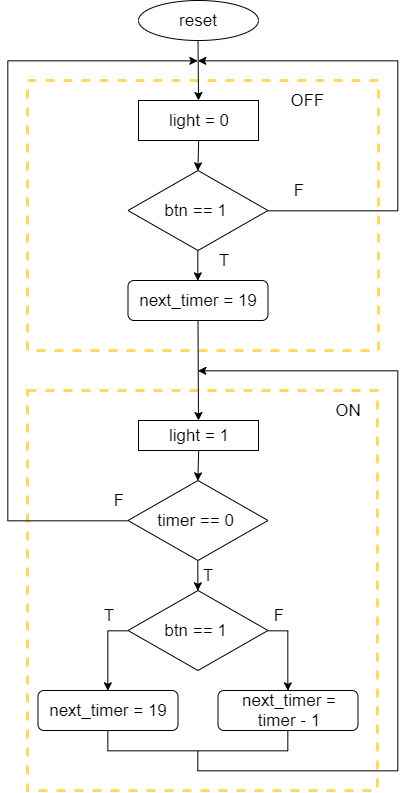 reset
OFF
light = 0
btn == 1
F
T
next_timer = 19
ON
light = 1
F
timer == 0
T
T
btn == 1
F
next_timer = 19
next_timer =
timer - 1